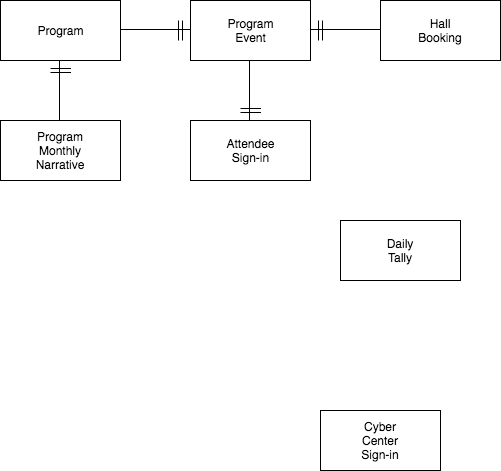 Program
Program
Event
Hall
Booking
Program
Monthly
Narrative
Attendee
Sign-in
Daily
Tally
Cyber
Center
Sign-in